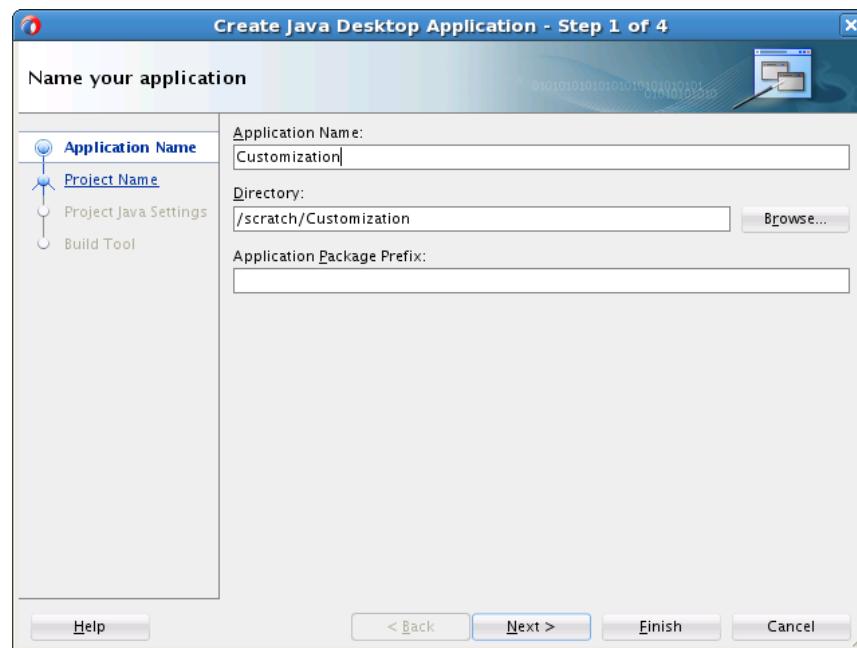 Create Java Desktop Application - Step 1 of 4
Name your application
Application Name
Project Name
Project Java Settings
Build Tool
Application Name:
Customization
Directory:
/scratch/Customization
Browse...
Application Package Prefix:
Help
< Back
Next >
Finish
Cancel